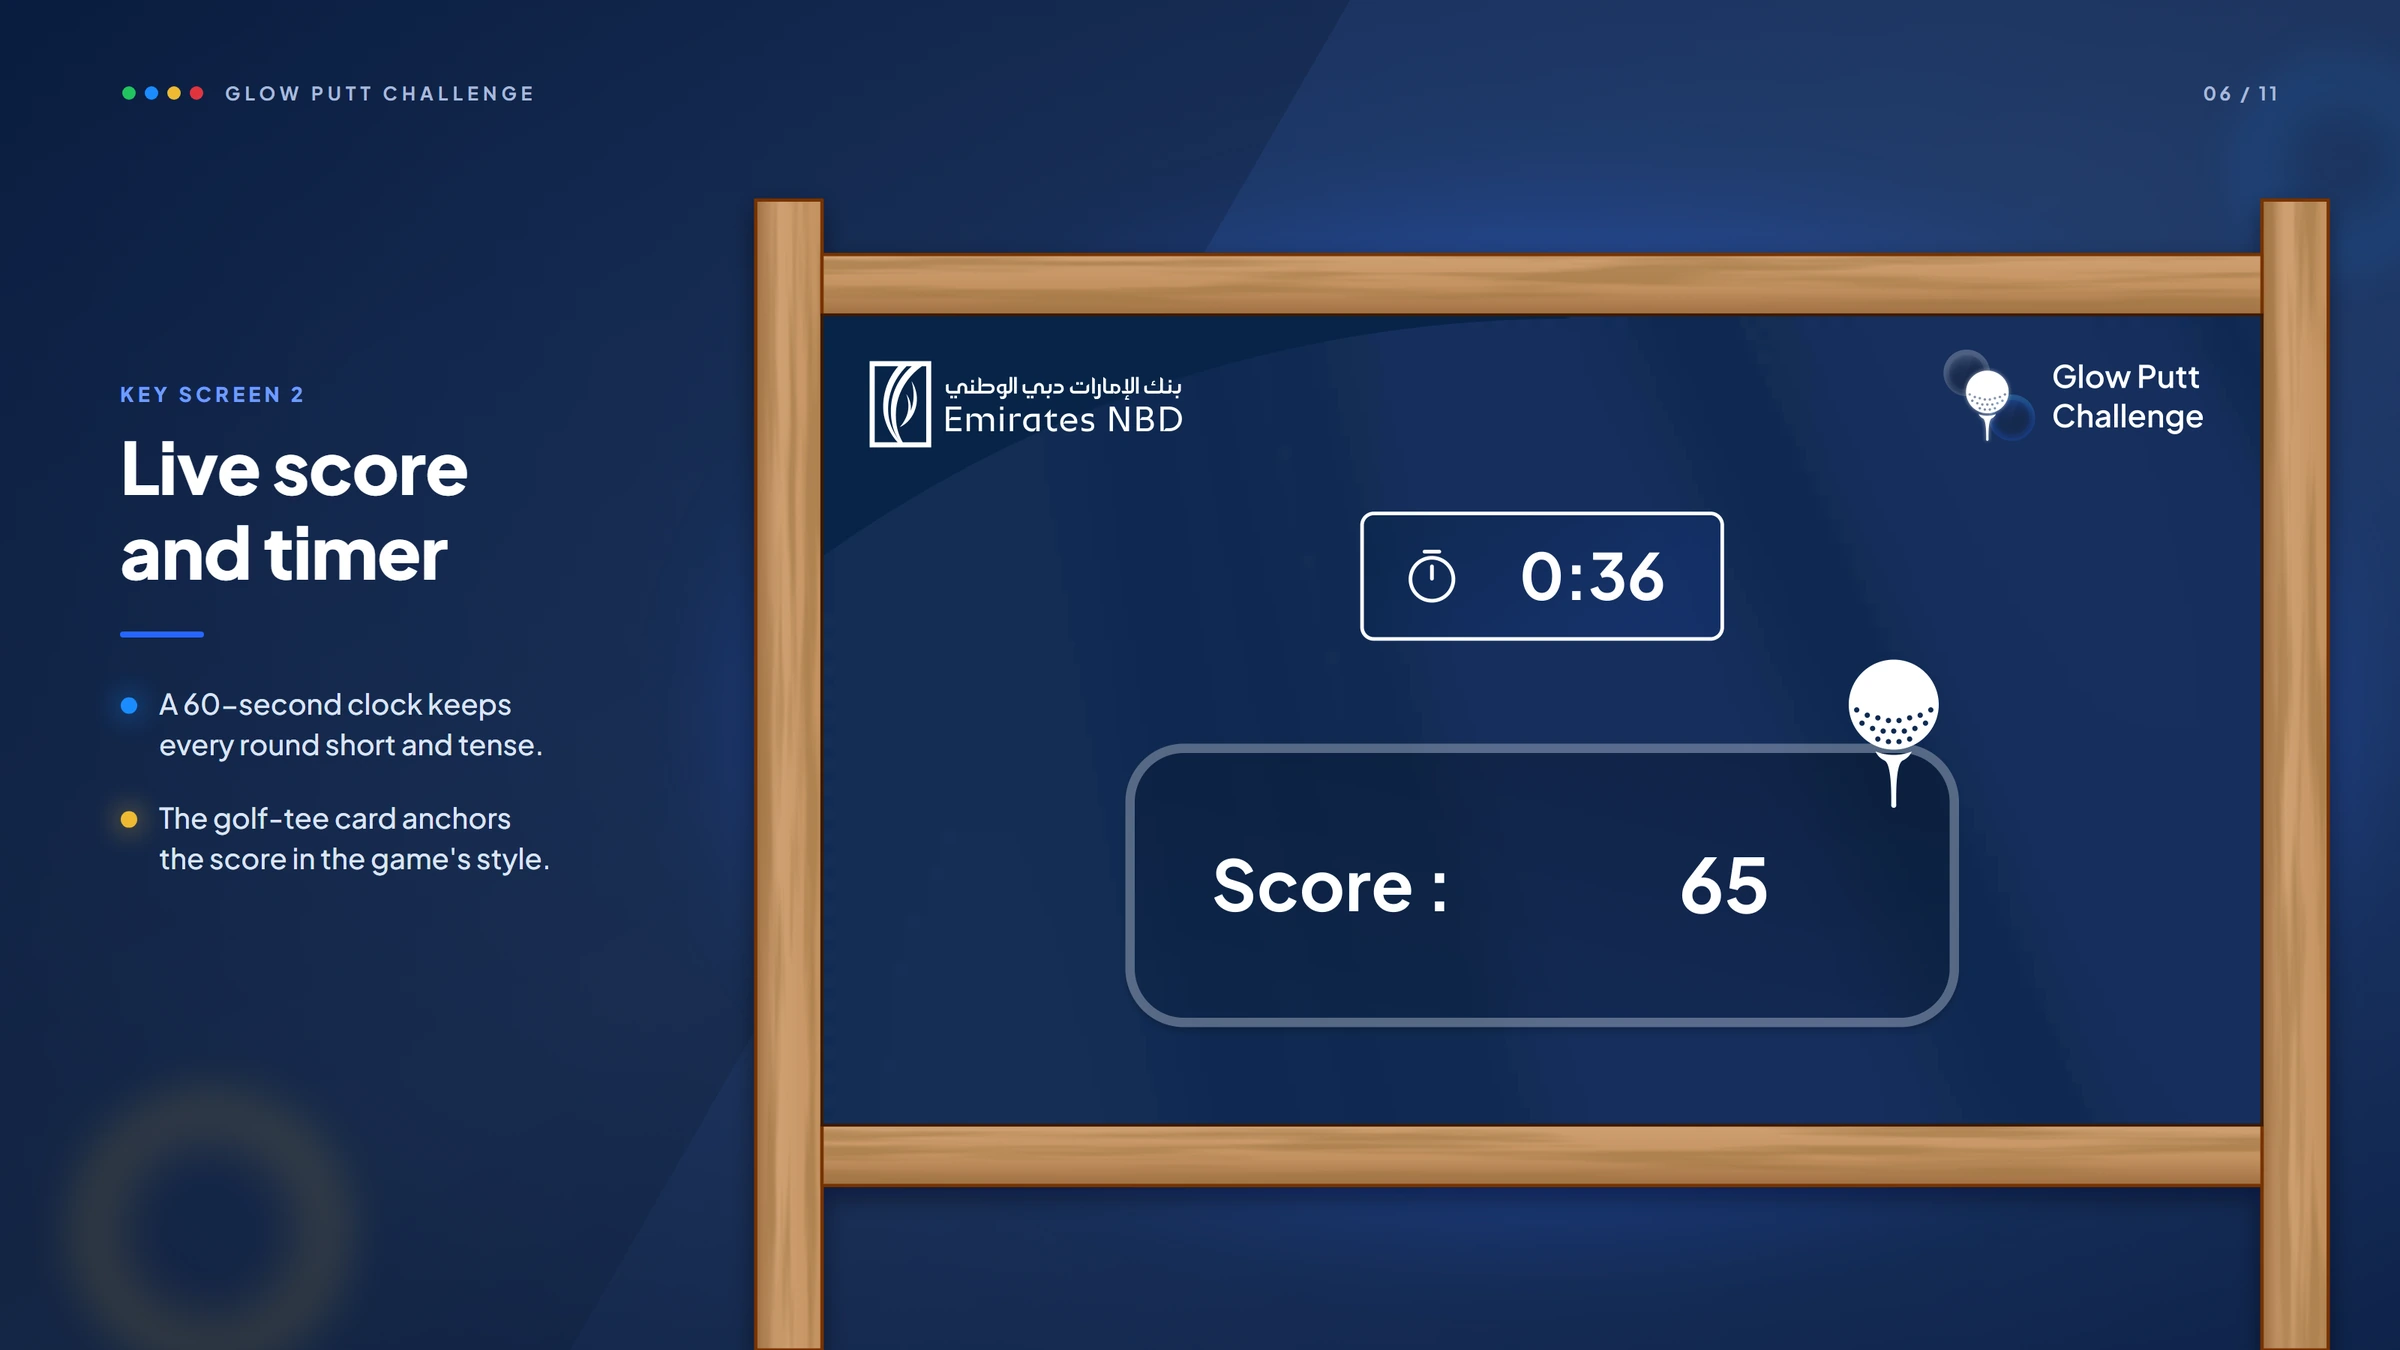 GLOW PUTT CHALLENGE
06 / 11
KEY SCREEN 2
Live score
and timer
A 60-second clock keeps
every round short and tense.
The golf-tee card anchors
the score in the game's style.
بنك الإمارات دبي الوطني
Emirates NBD
Glow Putt
Challenge
0:36
Score : 65